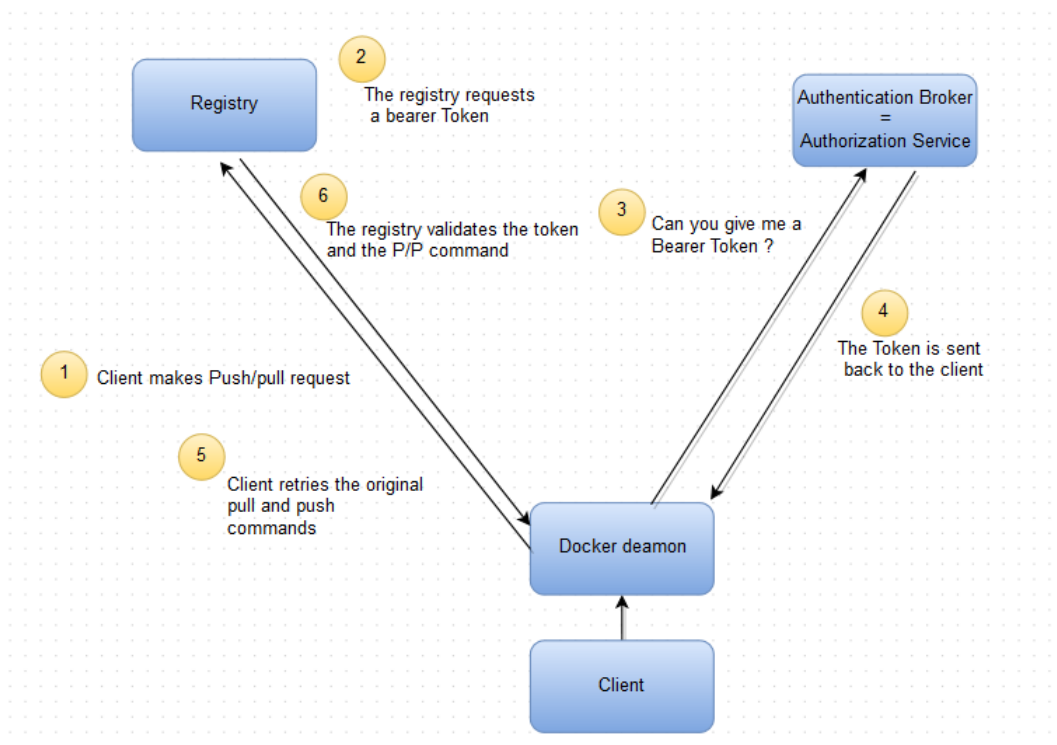 2
Registry
The registry requests
a bearer Token
Authentication Broker
=
Authorization Service
6
The registry validates the token
and the P/P command
3
Can you give me a
Bearer Token ?
4
The Token is sent
back to the client
1
Client makes Push/pull request
5
Client retries the original
pull and push
commands
Docker deamon
Client